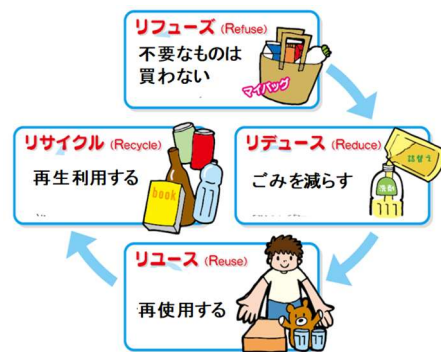 リフューズ (Refuse)
不要なものは
買わない
マイバッグ
リサイクル (Recycle)
再生利用する
book
リデュース (Reduce)
ごみを減らす
詰替え
洗剤
リユース (Reuse)
再使用する